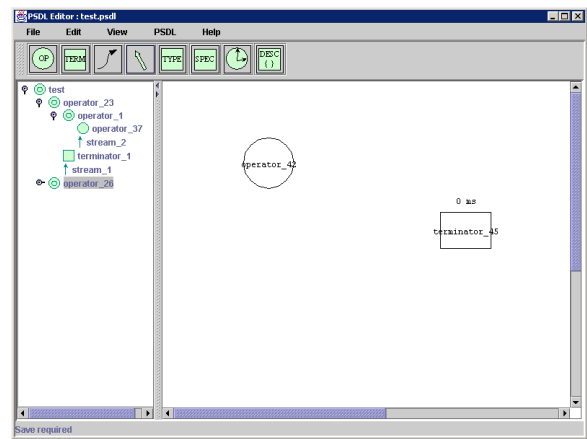 PSDL Editor : test.psdl
File Edit View PSDL Help
OP TERM TYPE SPEC DESC
{ }
test
operator_23
operator_1
operator_37
stream_2
terminator_1
stream_1
operator_26
operator_42
0 ms
terminator_45
Save required